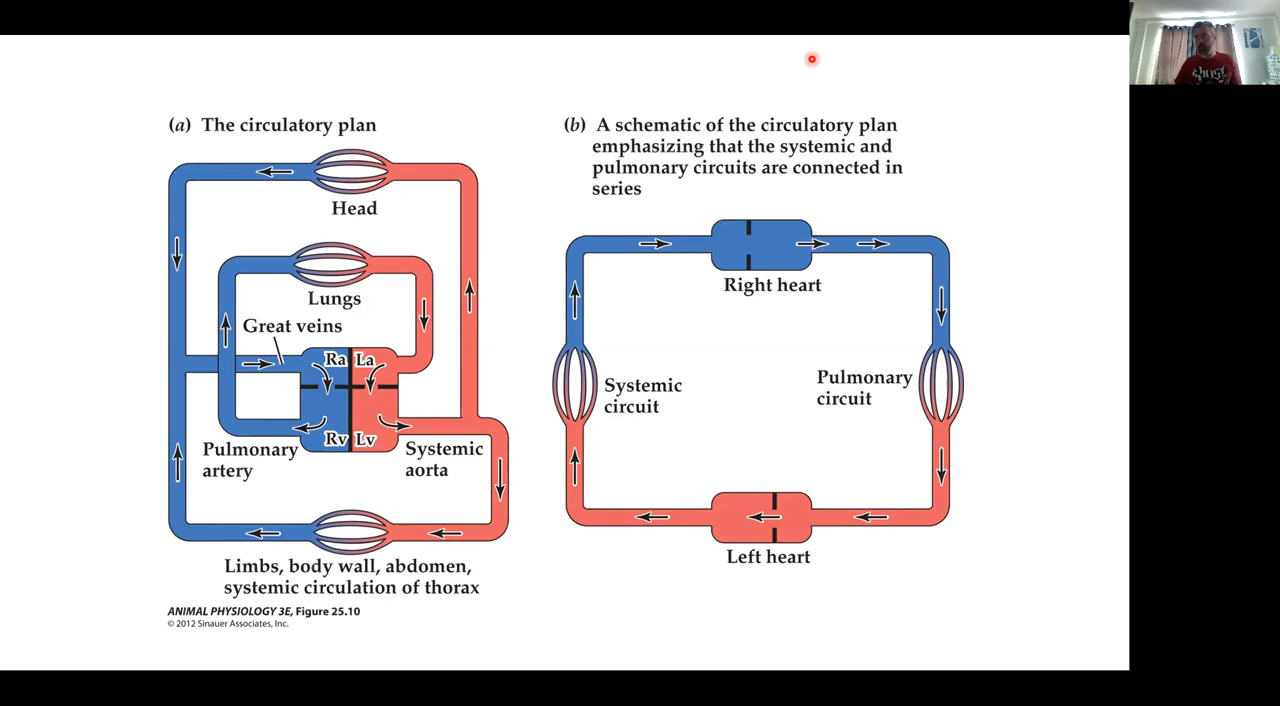 (a) The circulatory plan
Head
Lungs
Great veins
Ra La
Rv Lv
Pulmonary
artery
Systemic
aorta
Limbs, body wall, abdomen,
systemic circulation of thorax
ANIMAL PHYSIOLOGY 3E, Figure 25.10
© 2012 Sinauer Associates, Inc.
(b) A schematic of the circulatory plan
emphasizing that the systemic and
pulmonary circuits are connected in
series
Right heart
Systemic
circuit
Pulmonary
circuit
Left heart